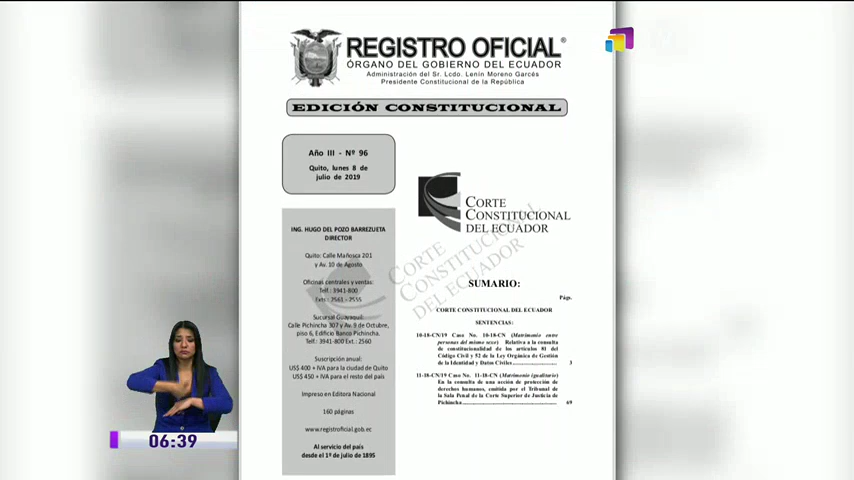 REGISTRO OFICIAL®
ÓRGANO DEL GOBIERNO DEL ECUADOR
Administración del Sr. Lcdo. Lenín Moreno Garcés
Presidente Constitucional de la República
EDICIÓN CONSTITUCIONAL
Año III - Nº 96
Quito, lunes 8 de
julio de 2019
ING. HUGO DEL POZO BARREZUETA
DIRECTOR
Quito: Calle Mañosca 201
y Av. 10 de Agosto
Oficinas centrales y ventas:
Telf.: 3941-800
Exts.: 2561 - 2555
Sucursal Guayaquil:
Calle Pichincha 307 y Av. 9 de Octubre,
piso 6, Edificio Banco Pichincha.
Telf.: 3941-800 Ext.: 2560
Suscripción anual:
US$ 400 + IVA para la ciudad de Quito
US$ 450 + IVA para el resto del país
Impreso en Editora Nacional
160 páginas
www.registroficial.gob.ec
Al servicio del país
desde el 1º de julio de 1895
CORTE
CONSTITUCIONAL
DEL ECUADOR
CORTE
CONSTITUCIONAL
DEL ECUADOR
SUMARIO:
Pág.
CORTE CONSTITUCIONAL DEL ECUADOR
SENTENCIAS:
10-18-CN/19 Caso No. 10-18-CN (Matrimonio entre
personas del mismo sexo) Relativa a la consulta
de constitucionalidad de los artículos 81 del
Código Civil y 52 de la Ley Orgánica de Gestión
de la Identidad y Datos Civiles 3
11-18-CN/19 Caso No. 11-18-CN (Matrimonio igualitario)
En la consulta de una acción de protección de
derechos humanos, emitida por el Tribunal de
la Sala Penal de la Corte Superior de Justicia de
Pichincha 69
06:39